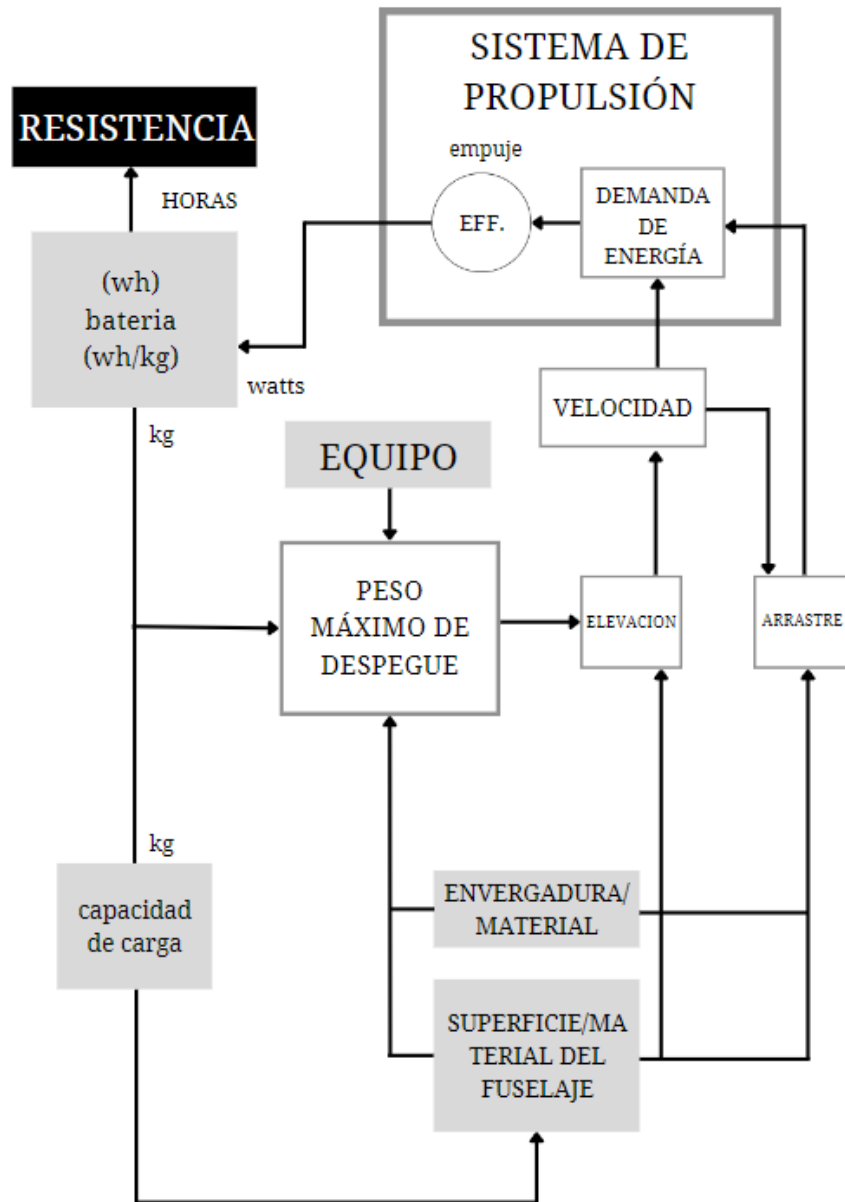 SISTEMA DE
PROPULSIÓN
RESISTENCIA
empuje
HORAS
EFF.
DEMANDA
DE
ENERGÍA
(wh)
bateria
(wh/kg)
watts
VELOCIDAD
kg
EQUIPO
PESO
MÁXIMO DE
DESPEGUE
ELEVACION
ARRASTRE
kg
capacidad
de carga
ENVERGADURA/
MATERIAL
SUPERFICIE/MA
TERIAL DEL
FUSELAJE